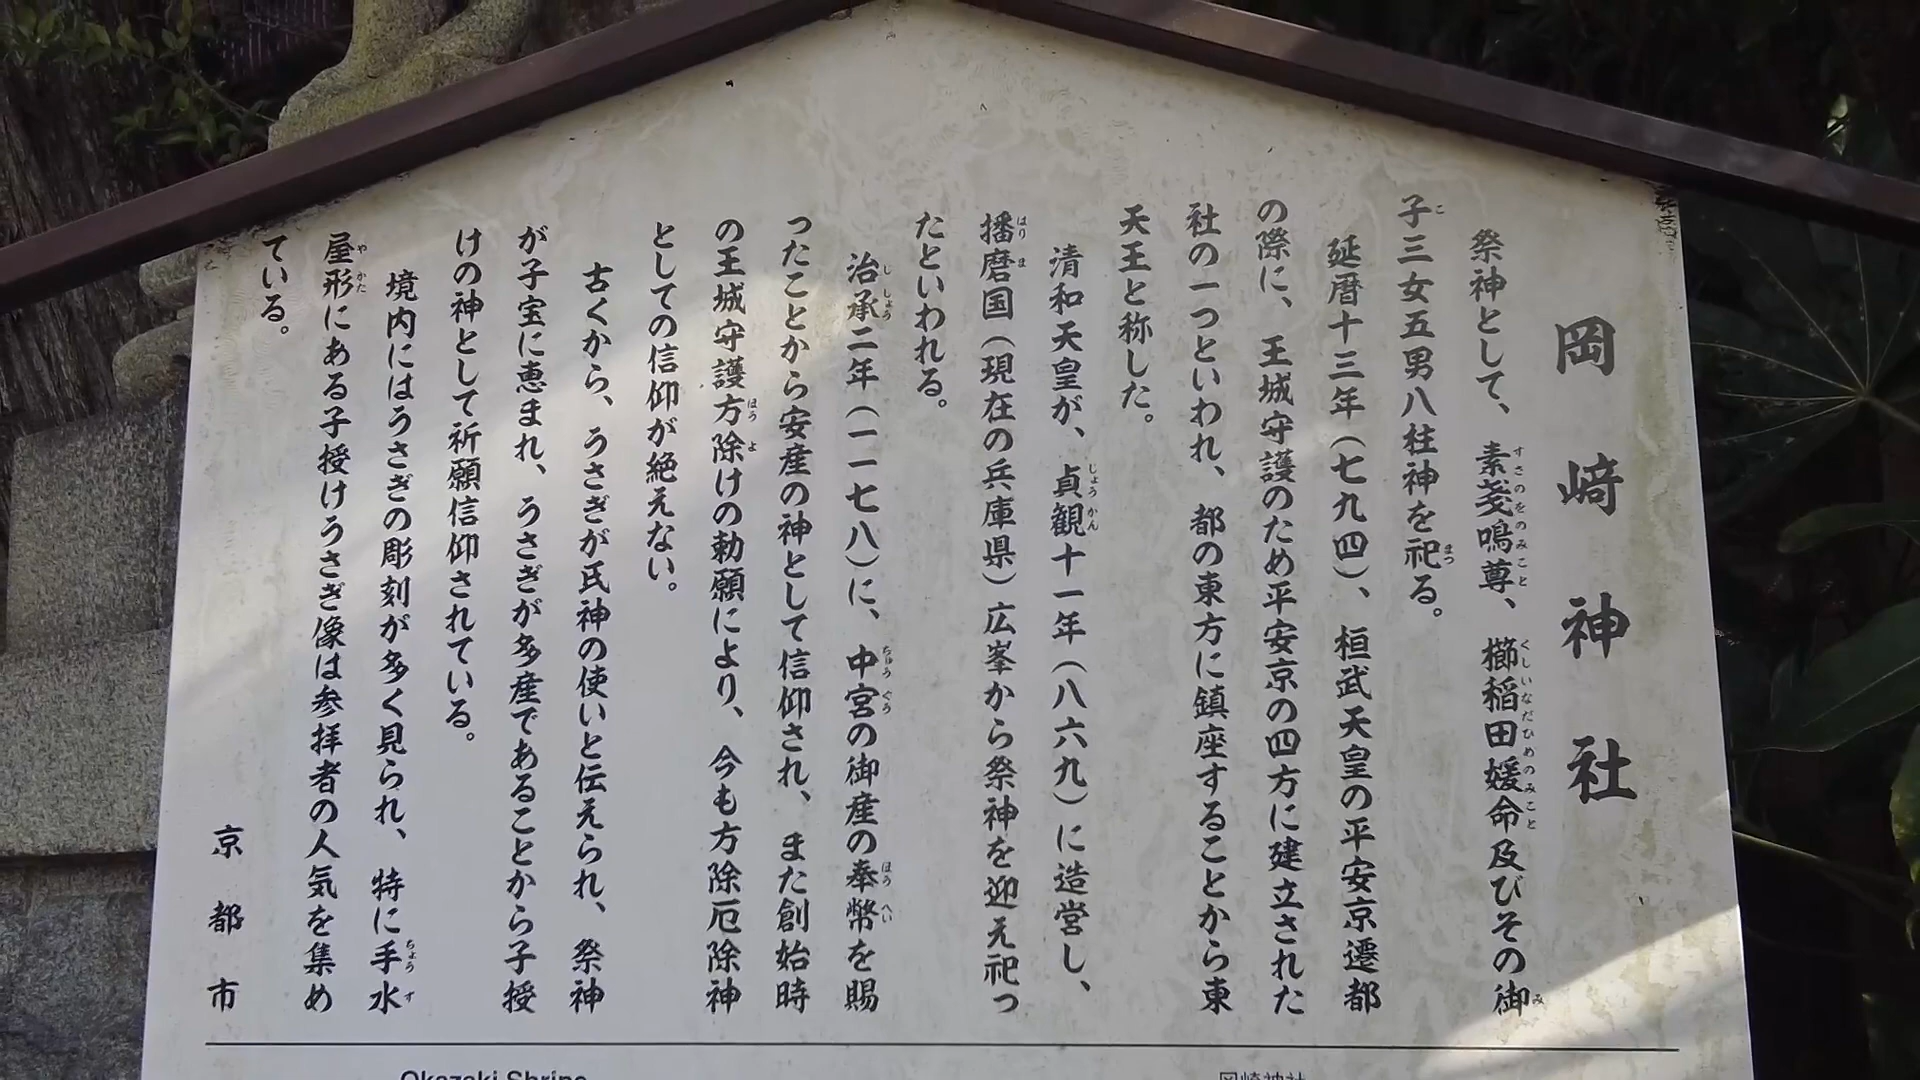 岡﨑神社
祭神として、素戔嗚尊、櫛稲田媛命及びその御
子三女五男八柱神を祀る。
延暦十三年（七九四）、桓武天皇の平安京遷都
の際に、王城守護のため平安京の四方に建立された
社の一つといわれ、都の東方に鎮座することから東
天王と称した。
清和天皇が、貞観十一年（八六九）に造営し、
播磨国（現在の兵庫県）広峯から祭神を迎え祀っ
たといわれる。
治承二年（一一七八）に、中宮の御産の奉幣を賜
ったことから安産の神として信仰され、また創始時
の王城守護方除けの勅願により、今も方除厄除神
としての信仰が絶えない。
古くから、うさぎが氏神の使いと伝えられ、祭神
が子宝に恵まれ、うさぎが多産であることから子授
けの神として祈願信仰されている。
境内にはうさぎの彫刻が多く見られ、特に手水
屋形にある子授けうさぎ像は参拝者の人気を集め
ている。
京都市
Okazaki Shrine